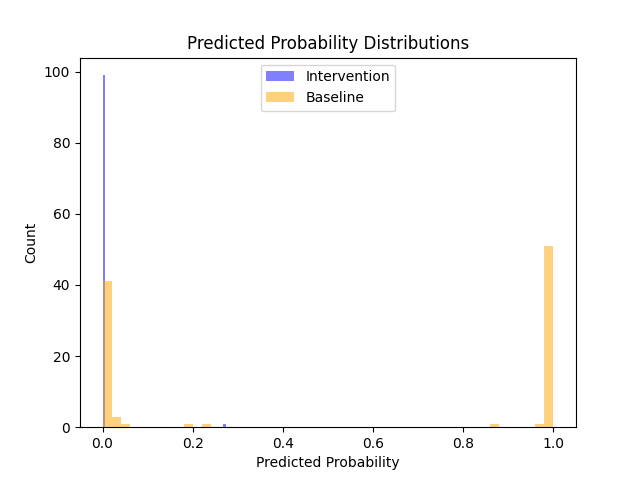 Predicted Probability Distributions
Intervention
Baseline
100
80
60
40
20
0
Count
0.0 0.2 0.4 0.6 0.8 1.0
Predicted Probability